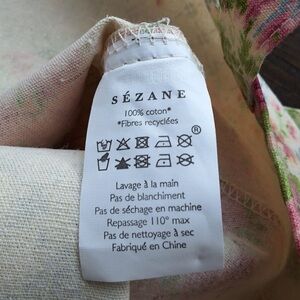 SÉZANE
100% coton*
*Fibres recyclées
®
Lavage à la main
Pas de blanchiment
Pas de séchage en machine
Repassage 110° max
Pas de nettoyage à sec
Fabriqué en Chine